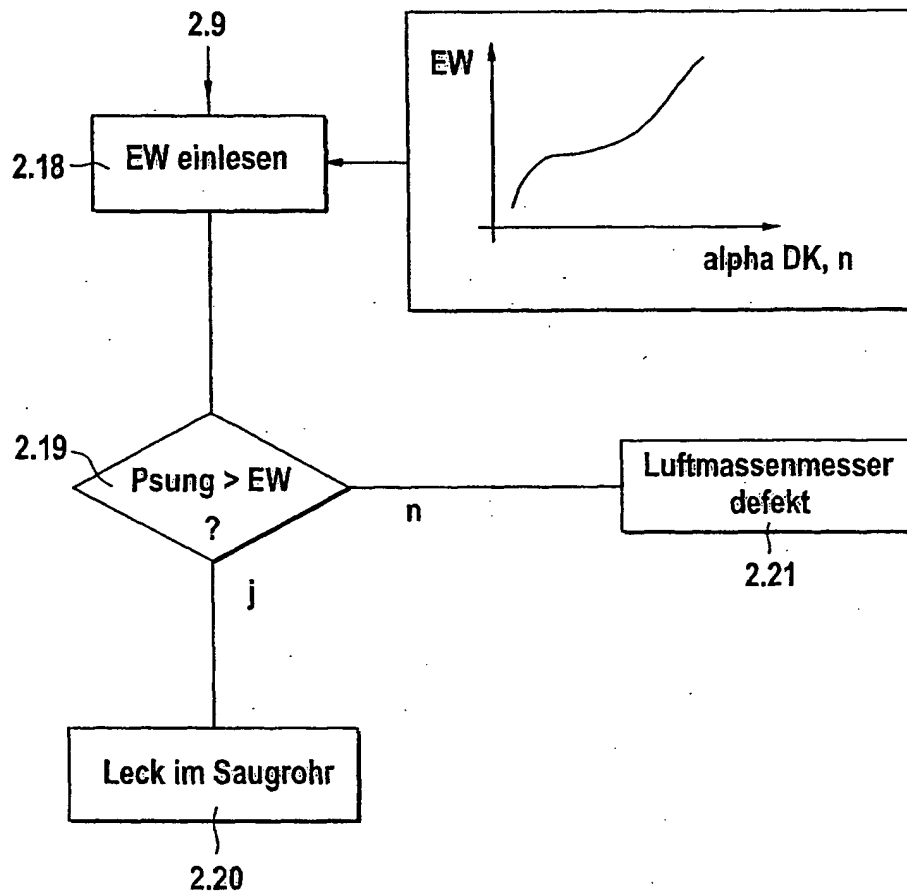 2.9
EW
2.18
EW einlesen
alpha DK, n
2.19
Psung > EW
?
n
j
Luftmassenmesser
defekt
2.21
Leck im Saugrohr
2.20